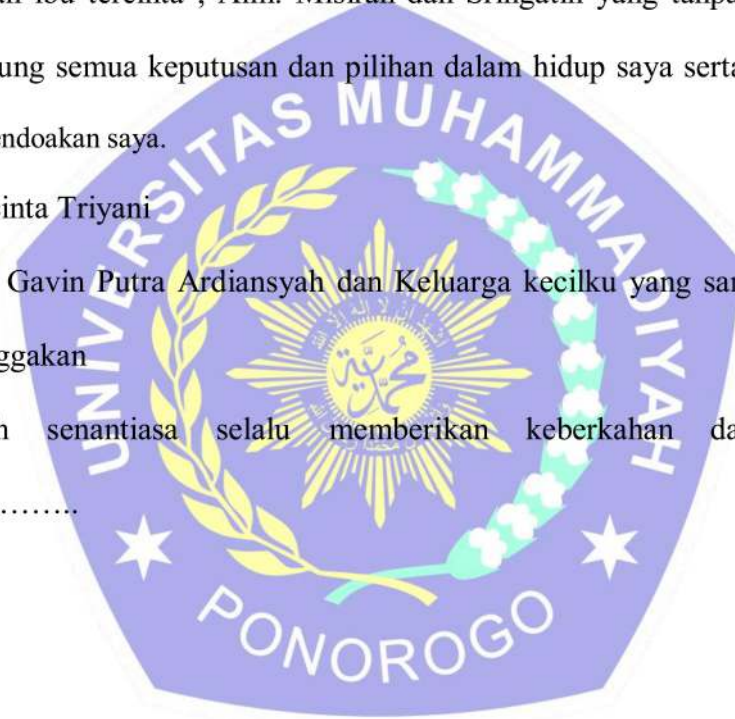 ibu tercinta , Alm. Misiran dan Sringatin yang tanpa
ung semua keputusan dan pilihan dalam hidup saya serta
endoakan saya.
inta Triyani
Gavin Putra Ardiansyah dan Keluarga kecilku yang sa
ggakan
senantiasa selalu memberikan keberkahan da
……..
UNIVERSITAS MUHAMMADIYAH
PONOROGO
محمدية